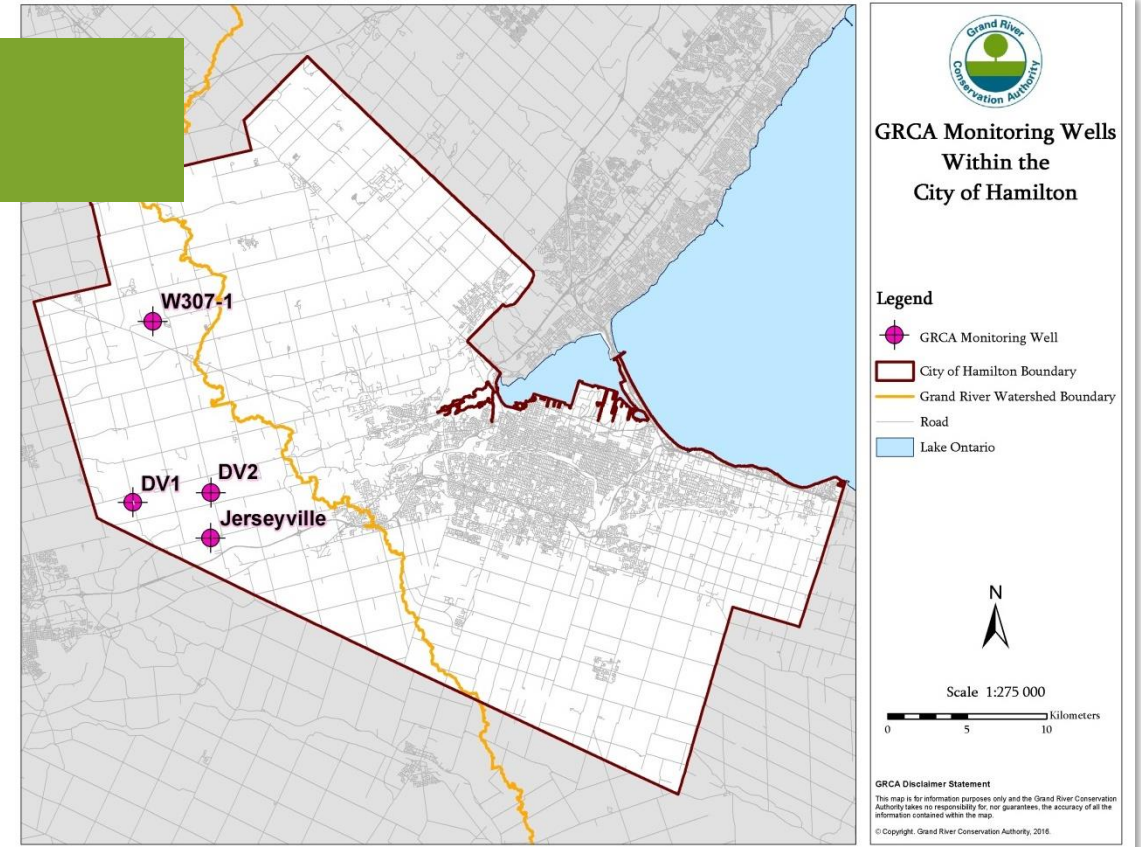 W307-1
DV1
DV2
Jerseyville
Grand River
Conservation Authority
GRCA Monitoring Wells
Within the
City of Hamilton
Legend
GRCA Monitoring Well
City of Hamilton Boundary
Grand River Watershed Boundary
Road
Lake Ontario
N
Scale 1:275 000
Kilometers
0 5 10
GRCA Disclaimer Statement
This map is for information purposes only and the Grand River Conservation
Authority takes no responsibility for, nor guarantees, the accuracy of all the
information contained within the map.
© Copyright. Grand River Conservation Authority, 2016.